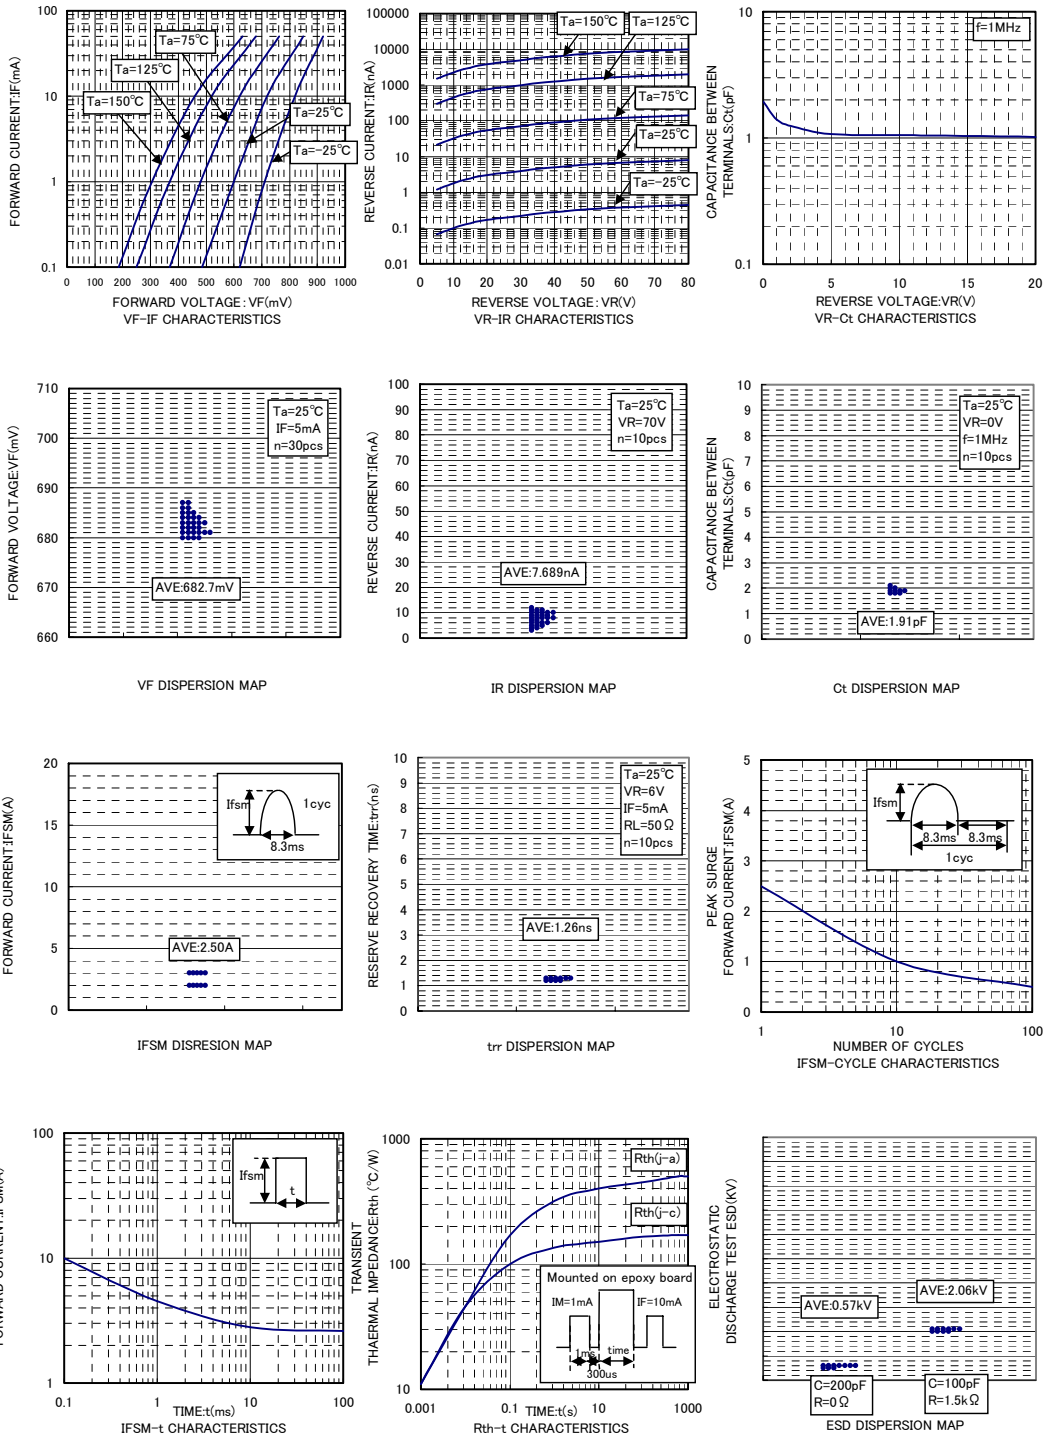 100
10
1
0.1
FORWARD CURRENT:IF(mA)
Ta=75℃
Ta=125℃
Ta=150℃
Ta=25℃
Ta=-25℃
0 100 200 300 400 500 600 700 800 900 1000
FORWARD VOLTAGE:VF(mV)
VF-IF CHARACTERISTICS
100000
10000
1000
100
10
1
0.1
0.01
REVERSE CURRENT:IR(nA)
Ta=150℃
Ta=125℃
Ta=75℃
Ta=25℃
Ta=-25℃
0 10 20 30 40 50 60 70 80
REVERSE VOLTAGE:VR(V)
VR-IR CHARACTERISTICS
10
1
0.1
CAPACITANCE BETWEEN
TERMINALS:Ct(pF)
f=1MHz
0 5 10 15 20
REVERSE VOLTAGE:VR(V)
VR-Ct CHARACTERISTICS
710
700
690
680
670
660
FORWARD VOLTAGE:VF(mV)
Ta=25℃
IF=5mA
n=30pcs
AVE:682.7mV
VF DISPERSION MAP
100
90
80
70
60
50
40
30
20
10
0
REVERSE CURRENT:IR(nA)
Ta=25℃
VR=70V
n=10pcs
AVE:7.689nA
IR DISPERSION MAP
10
9
8
7
6
5
4
3
2
1
0
CAPACITANCE BETWEEN
TERMINALS:Ct(pF)
Ta=25℃
VR=0V
f=1MHz
n=10pcs
AVE:1.91pF
Ct DISPERSION MAP
20
15
10
5
0
FORWARD CURRENT:IFSM(A)
Ifsm
1cyc
8.3ms
AVE:2.50A
IFSM DISRESION MAP
10
9
8
7
6
5
4
3
2
1
0
RESERVE RECOVERY TIME:trr(ns)
Ta=25℃
VR=6V
IF=5mA
RL=50Ω
n=10pcs
AVE:1.26ns
trr DISPERSION MAP
5
4
3
2
1
0
PEAK SURGE
FORWARD CURRENT:IFSM(A)
Ifsm
8.3ms 8.3ms
1cyc
1 10 100
NUMBER OF CYCLES
IFSM-CYCLE CHARACTERISTICS
100
10
1
Ifsm
t
0.1 1 10 100
TIME:t(ms)
IFSM-t CHARACTERISTICS
1000
100
10
TRANSIENT
THAERMAL IMPEDANCE:Rth (℃/W)
Rth(j-a)
Rth(j-c)
Mounted on epoxy board
IM=1mA IF=10mA
1ms time
300us
0.001 0.1 10 1000
TIME:t(s)
Rth-t CHARACTERISTICS
ELECTROSTATIC
DISCHARGE TEST ESD(KV)
AVE:0.57kV
AVE:2.06kV
C=200pF
R=0Ω
C=100pF
R=1.5kΩ
ESD DISPERSION MAP